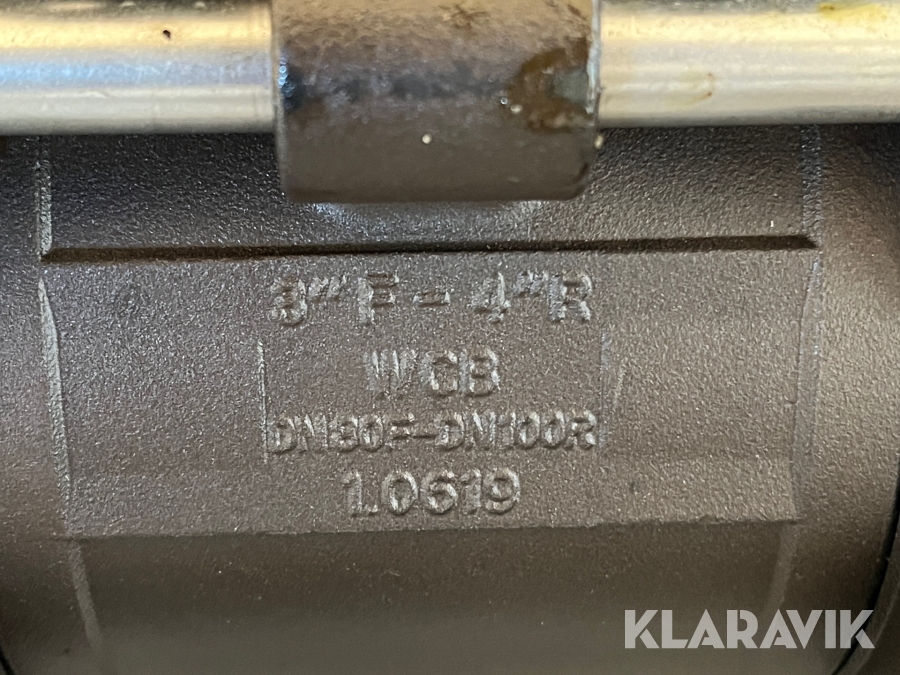 3"F-4"R
WCB
DN80F-DN100R
1.0619
KLARAVIK